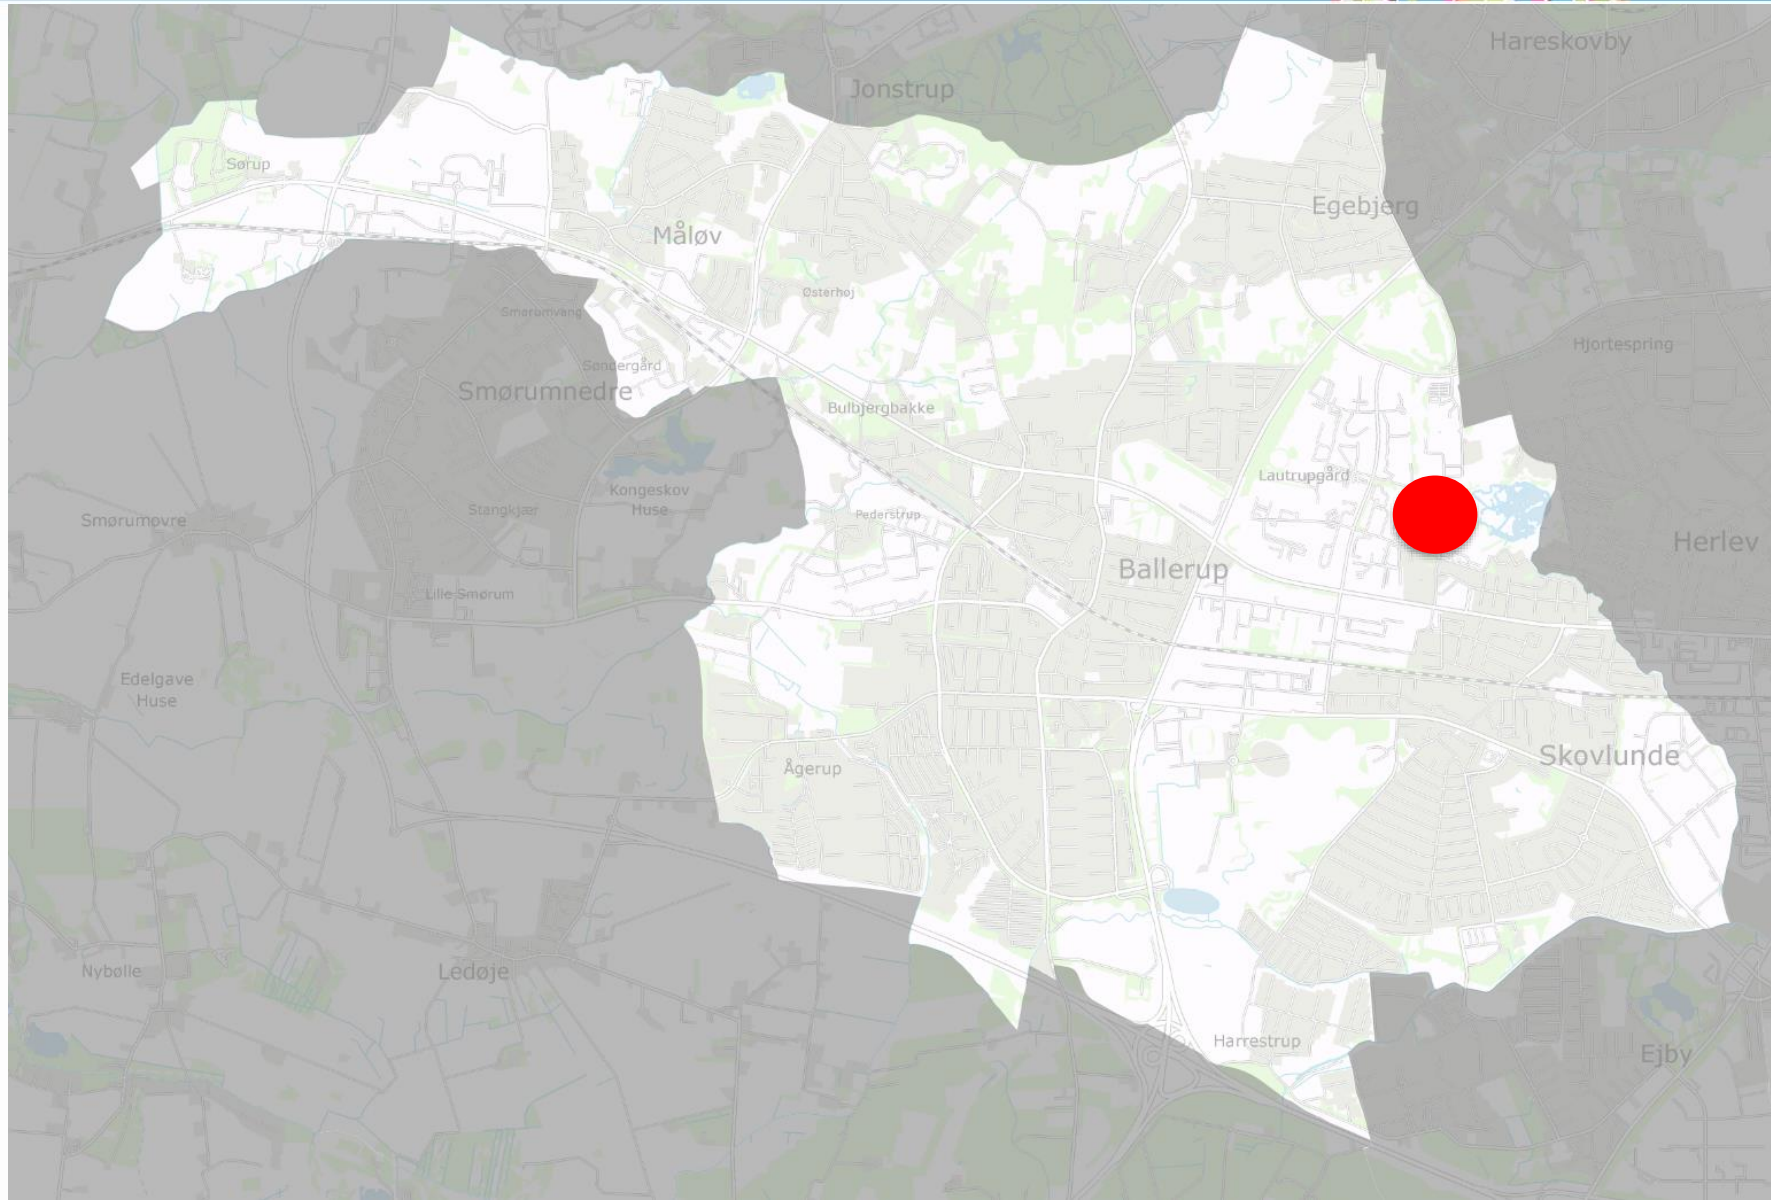 Hareskovby
Jonstrup
Sørup
Egebjerg
Måløv
Østerhøj
Smørumvang
Hjortespring
Søndergård
Smørumnedre
Bulbjergbakke
Lautrupgård
Kongeskov
Huse
Stangkjær
Pederstrup
Smørumovre
Herlev
Ballerup
Lille Smørum
Edelgave
Huse
Skovlunde
Ågerup
Nybølle
Ledøje
Harrestrup
Ejby